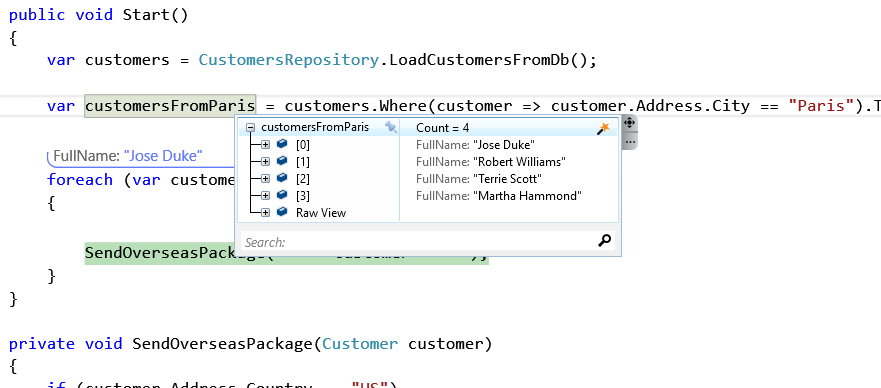 public void Start()
{
var customers = CustomersRepository.LoadCustomersFromDb();
var customersFromParis = customers.Where(customer => customer.Address.City == "Paris").T
customersFromParis Count = 4
[0] FullName: "Jose Duke"
[1] FullName: "Robert Williams"
[2] FullName: "Terrie Scott"
[3] FullName: "Martha Hammond"
Raw View
Search:
FullName: "Jose Duke"
foreach (var custome
{
SendOverseasPackage(
);
}
}
private void SendOverseasPackage(Customer customer)
{
if (customer.Address.Country "US")